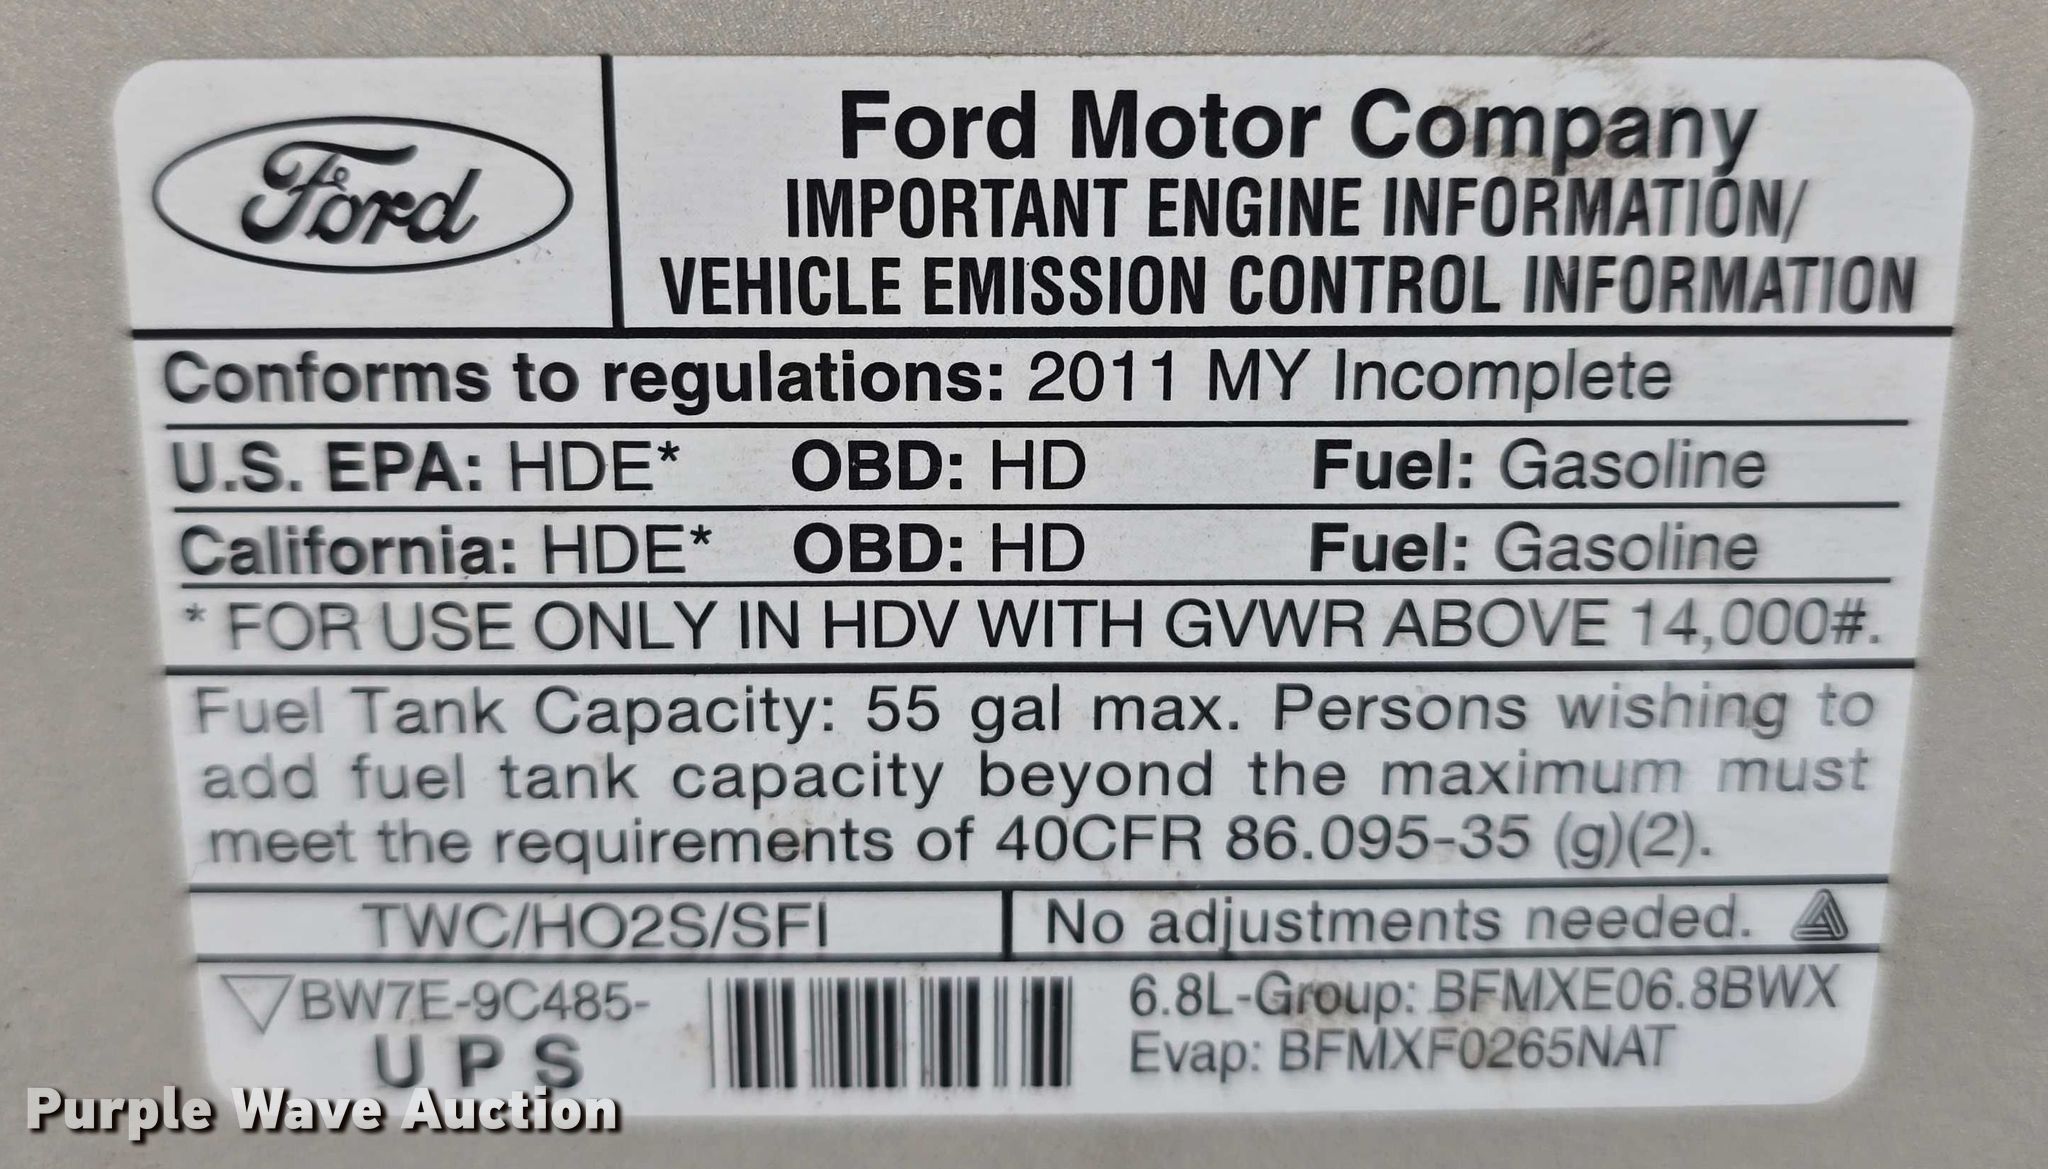 Ford
Ford Motor Company
IMPORTANT ENGINE INFORMATION/
VEHICLE EMISSION CONTROL INFORMATION
Conforms to regulations: 2011 MY Incomplete
U.S. EPA: HDE* OBD: HD Fuel: Gasoline
California: HDE* OBD: HD Fuel: Gasoline
* FOR USE ONLY IN HDV WITH GVWR ABOVE 14,000#.
Fuel Tank Capacity: 55 gal max. Persons wishing to
add fuel tank capacity beyond the maximum must
meet the requirements of 40CFR 86.095-35 (g)(2).
TWC/HO2S/SFI No adjustments needed.
BW7E-9C485-
UPS
6.8L-Group: BFMXE06.8BWX
Evap: BFMXF0265NAT
Purple Wave Auction